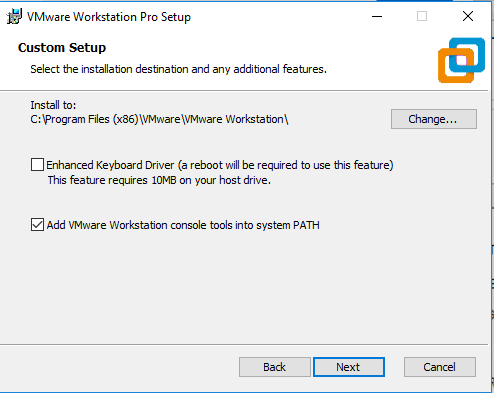 VMware Workstation Pro Setup
Custom Setup
Select the installation destination and any additional features.
Install to:
C:\Program Files (x86)\VMware\VMware Workstation\
Change...
Enhanced Keyboard Driver (a reboot will be required to use this feature)
This feature requires 10MB on your host drive.
Add VMware Workstation console tools into system PATH
Back
Next
Cancel